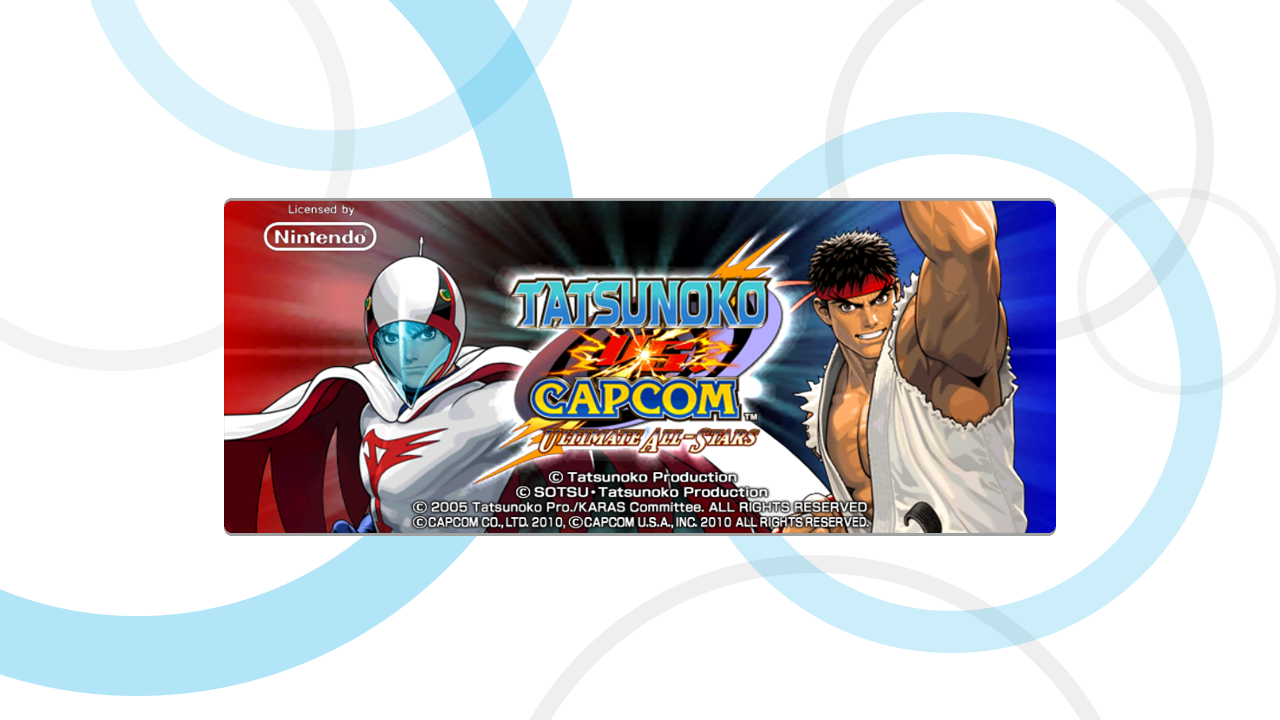 Licensed by
Nintendo
TATSUNOKO
VS.
CAPCOM™
ULTIMATE ALL-STARS
© Tatsunoko Production
© SOTSU・Tatsunoko Production
© 2005 Tatsunoko Pro./KARAS Committee. ALL RIGHTS RESERVED
©CAPCOM CO., LTD. 2010, ©CAPCOM U.S.A., INC. 2010 ALL RIGHTS RESERVED.